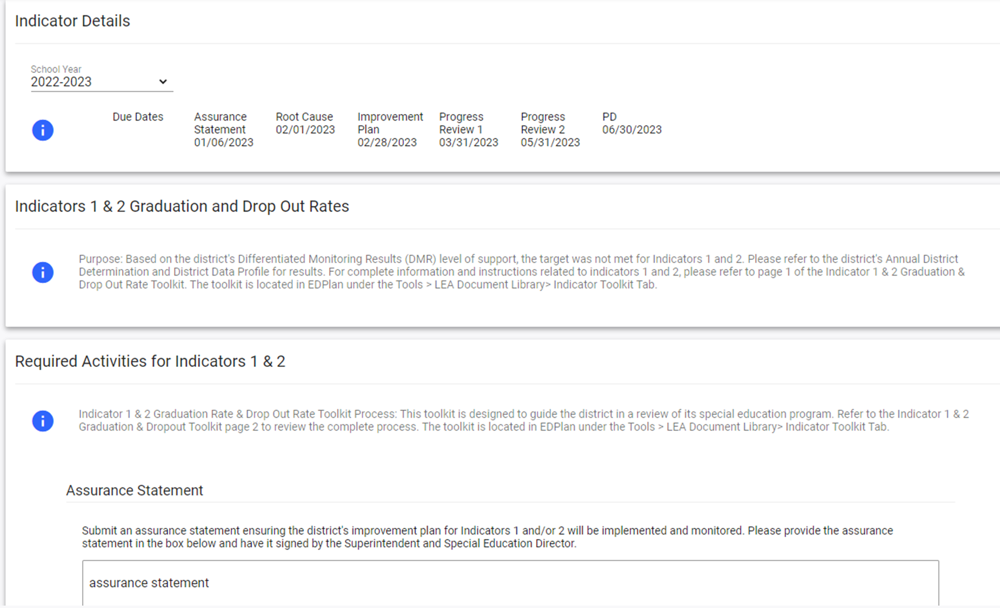 Indicator Details
School Year
2022-2023
Due Dates
Assurance
Statement
01/06/2023
Root Cause
02/01/2023
Improvement
Plan
02/28/2023
Progress
Review 1
03/31/2023
Progress
Review 2
05/31/2023
PD
06/30/2023
Indicators 1 & 2 Graduation and Drop Out Rates
Purpose: Based on the district's Differentiated Monitoring Results (DMR) level of support, the target was not met for Indicators 1 and 2. Please refer to the district's Annual District
Determination and District Data Profile for results. For complete information and instructions related to indicators 1 and 2, please refer to page 1 of the Indicator 1 & 2 Graduation &
Drop Out Rate Toolkit. The toolkit is located in EDPlan under the Tools > LEA Document Library> Indicator Toolkit Tab.
Required Activities for Indicators 1 & 2
Indicator 1 & 2 Graduation Rate & Drop Out Rate Toolkit Process: This toolkit is designed to guide the district in a review of its special education program. Refer to the Indicator 1 & 2
Graduation & Dropout Toolkit page 2 to review the complete process. The toolkit is located in EDPlan under the Tools > LEA Document Library> Indicator Toolkit Tab.
Assurance Statement
Submit an assurance statement ensuring the district's improvement plan for Indicators 1 and/or 2 will be implemented and monitored. Please provide the assurance
statement in the box below and have it signed by the Superintendent and Special Education Director.
assurance statement